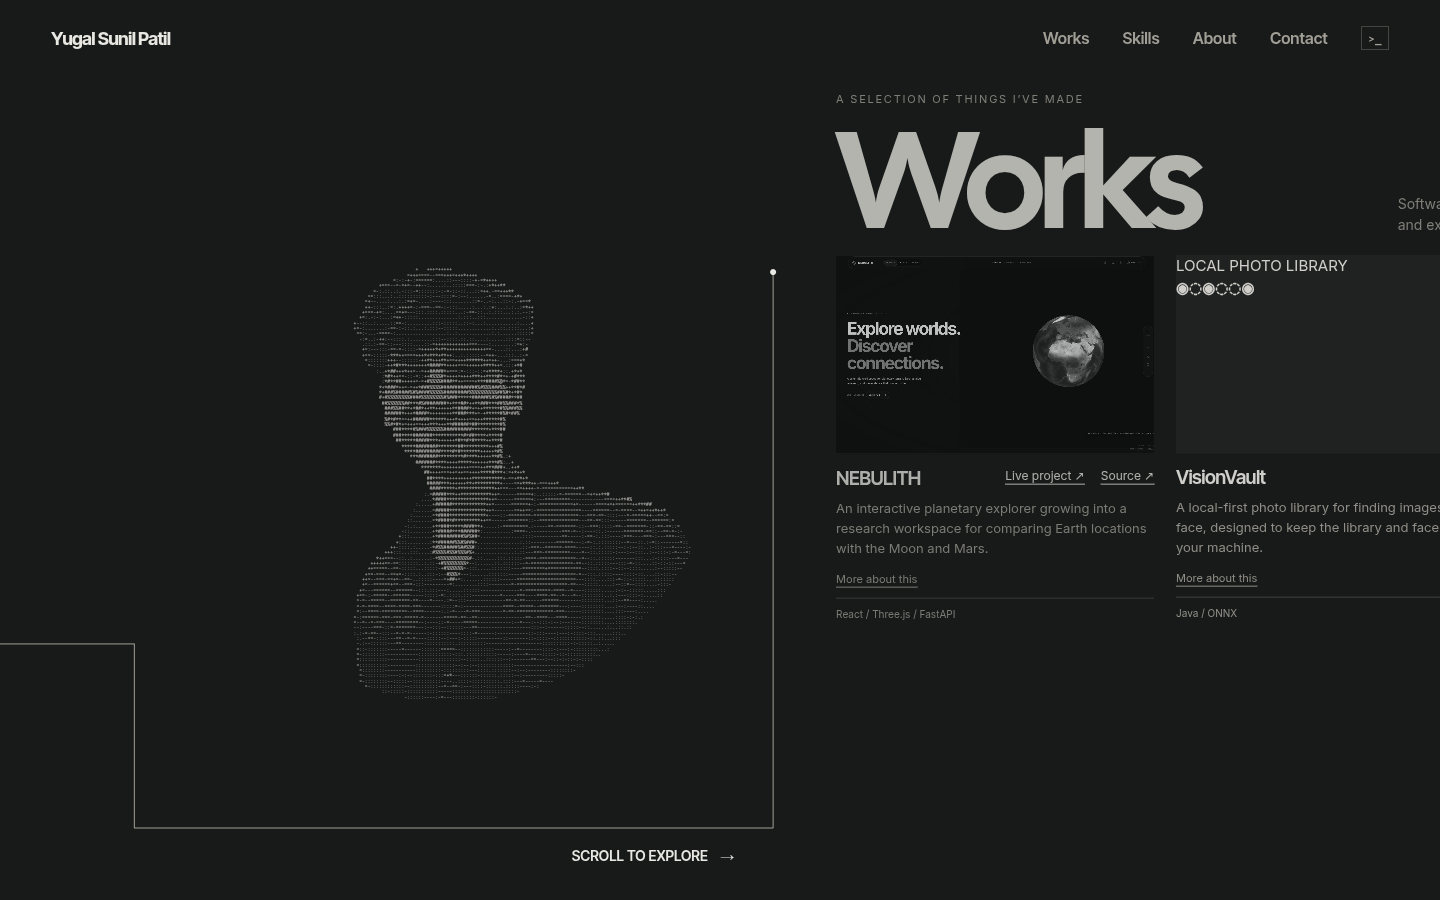 Yugal Sunil Patil
Works
Skills
About
Contact
>_
A SELECTION OF THINGS I'VE MADE
Works
Softwa
and ex
Explore worlds.
Discover
connections.
LOCAL PHOTO LIBRARY
NEBULITH
Live project ↗
Source ↗
An interactive planetary explorer growing into a
research workspace for comparing Earth locations
with the Moon and Mars.
More about this
React / Three.js / FastAPI
VisionVault
A local-first photo library for finding images
face, designed to keep the library and face
your machine.
More about this
Java / ONNX
SCROLL TO EXPLORE →